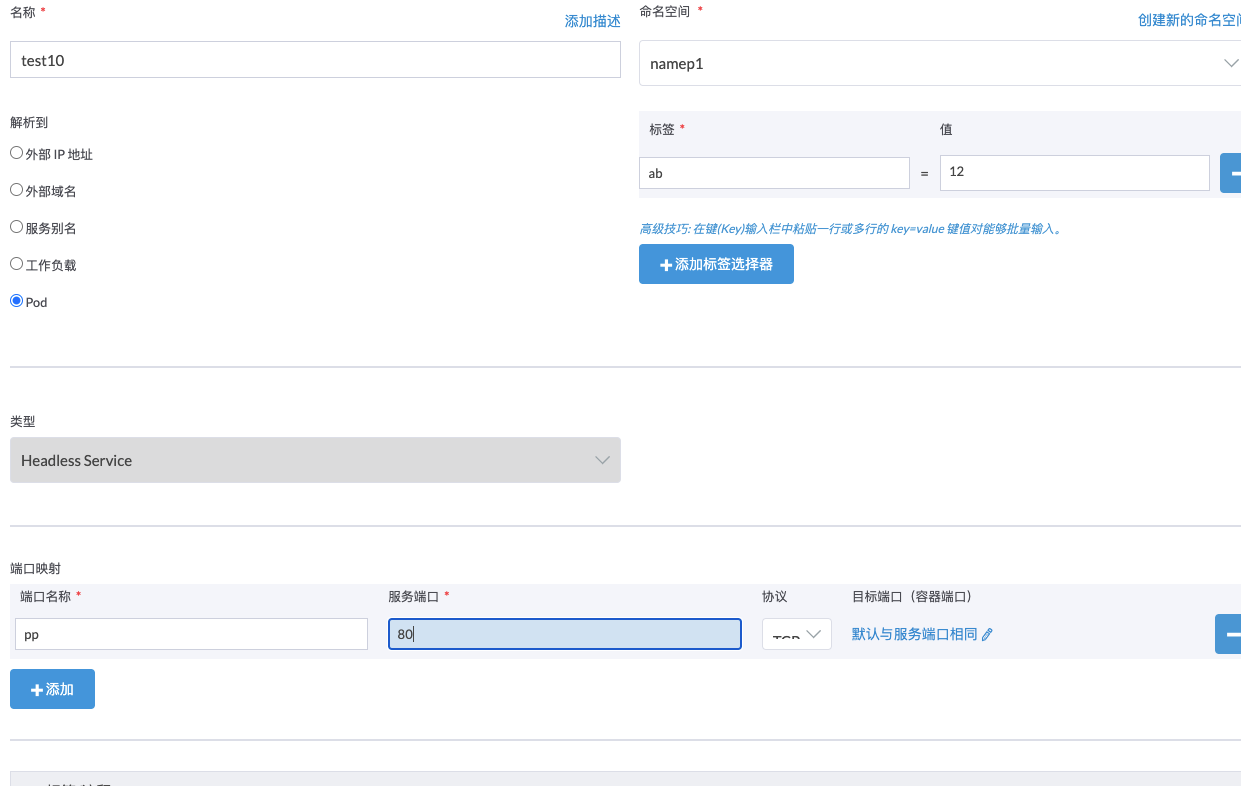 名称 *
添加描述
命名空间 *
创建新的命名空间
test10
namep1
解析到
外部 IP 地址
外部域名
服务别名
工作负载
Pod
标签 *
值
ab
=
12
高级技巧: 在键(Key)输入栏中粘贴一行或多行的 key=value 键值对能够批量输入。
添加标签选择器
类型
Headless Service
端口映射
端口名称 *
服务端口 *
协议
目标端口（容器端口）
pp
80
TCP
默认与服务端口相同
添加